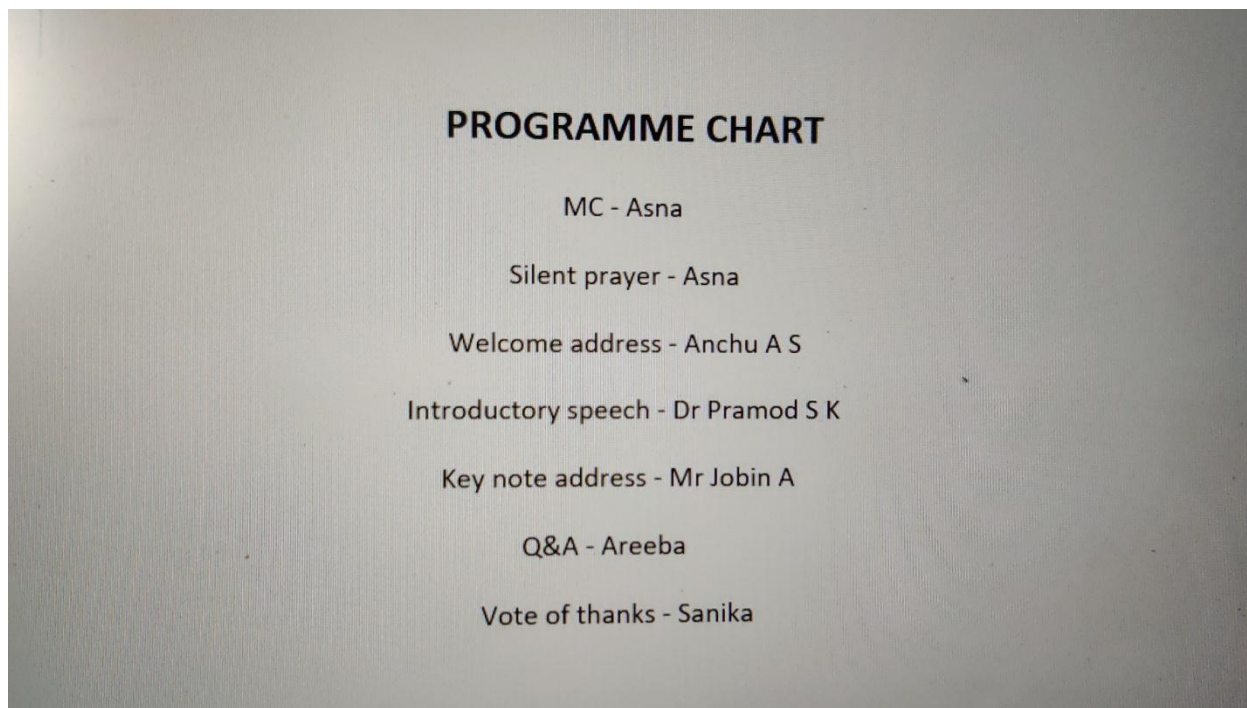 PROGRAMME CHART
MC - Asna
Silent prayer - Asna
Welcome address - Anchu A S
Introductory speech - Dr Pramod S K
Key note address - Mr Jobin A
Q&A - Areeba
Vote of thanks - Sanika